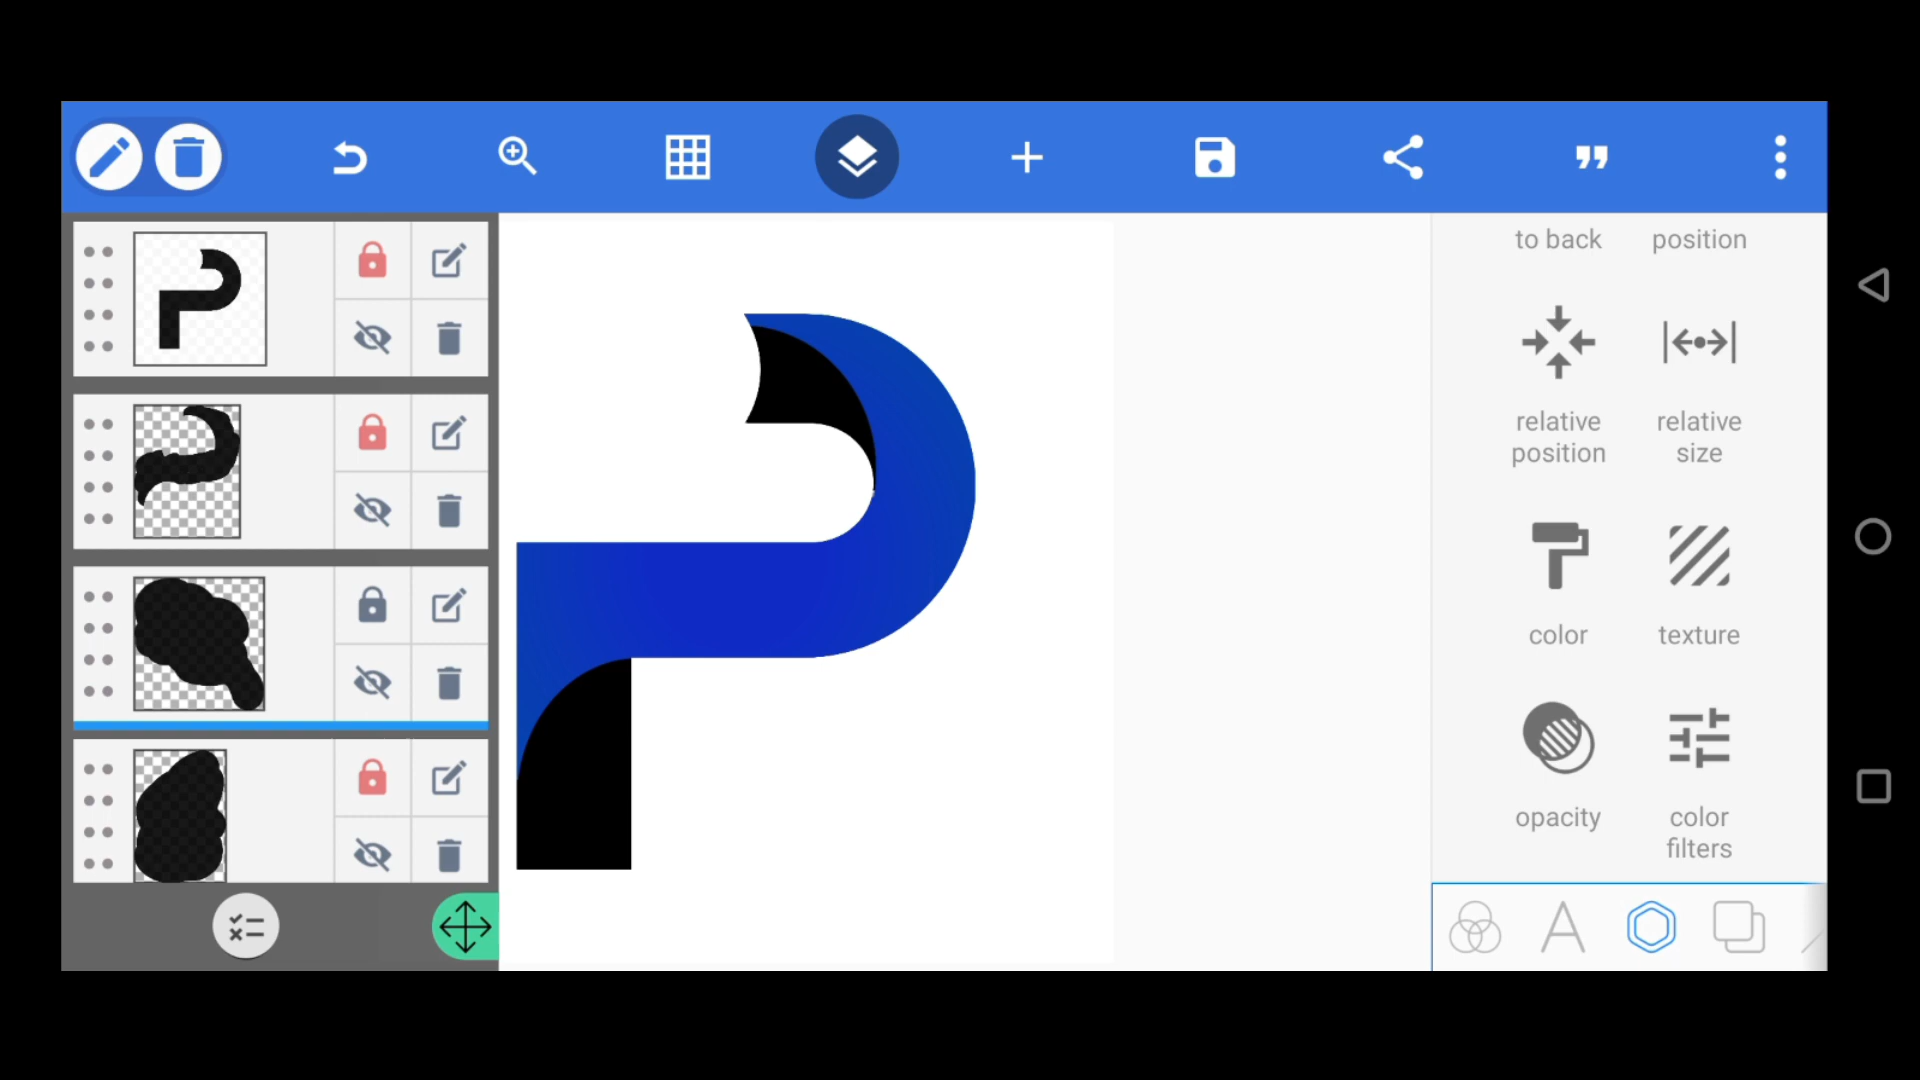 to back
position
relative
position
relative
size
color
texture
opacity
color
filters